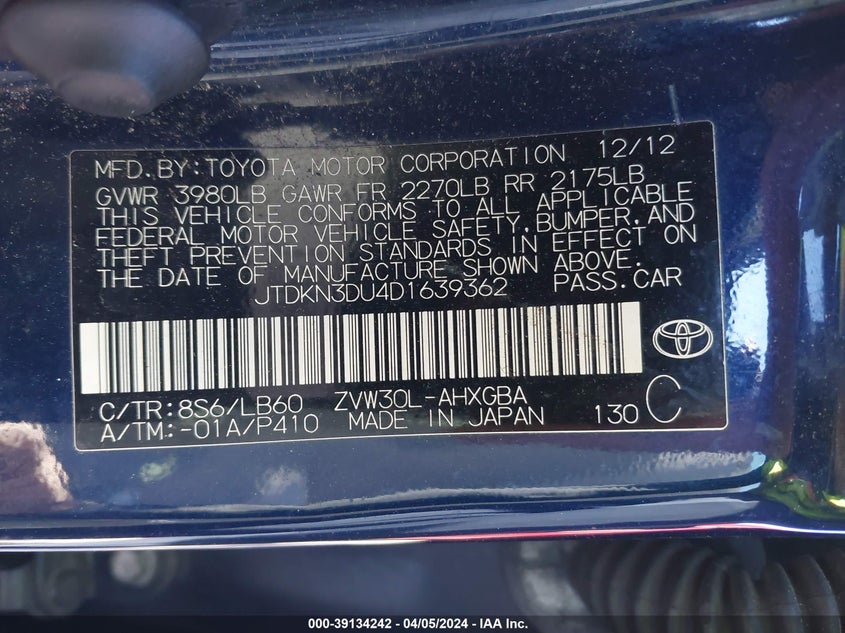 MFD.BY:TOYOTA MOTOR CORPORATION 12/12
GVWR 3980LB GAWR FR 2270LB RR 2175LB
THIS VEHICLE CONFORMS TO ALL APPLICABLE
FEDERAL MOTOR VEHICLE SAFETY,BUMPER,AND
THEFT PREVENTION STANDARDS IN EFFECT ON
THE DATE OF MANUFACTURE SHOWN ABOVE.
JTDKN3DU4D1639362 PASS.CAR
C/TR:8S6/LB60 ZVW30L-AHXGBA
A/TM:-01A/P410 MADE IN JAPAN 130 C
000-39134242 / 04/05/2024 - IAA Inc.